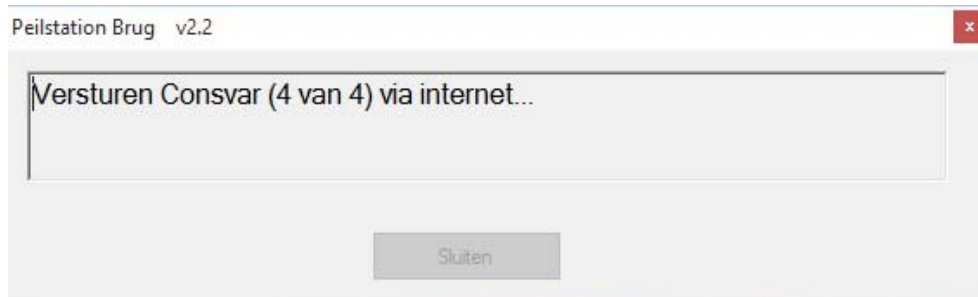 Peilstation Brug v2.2
x
Versturen Consvar (4 van 4) via internet...
Sluiten